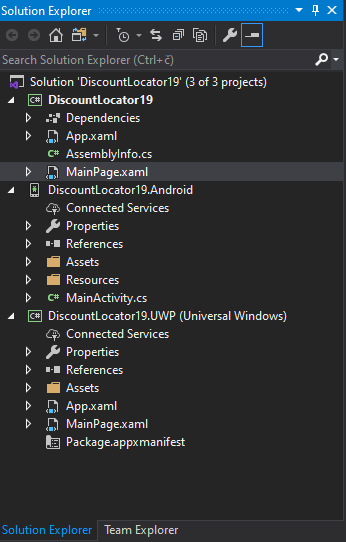 Solution Explorer
Search Solution Explorer (Ctrl+č)
Solution 'DiscountLocator19' (3 of 3 projects)
C# DiscountLocator19
Dependencies
App.xaml
AssemblyInfo.cs
MainPage.xaml
DiscountLocator19.Android
Connected Services
Properties
References
Assets
Resources
C# MainActivity.cs
C# DiscountLocator19.UWP (Universal Windows)
Connected Services
Properties
References
Assets
App.xaml
MainPage.xaml
Package.appxmanifest
Solution Explorer Team Explorer